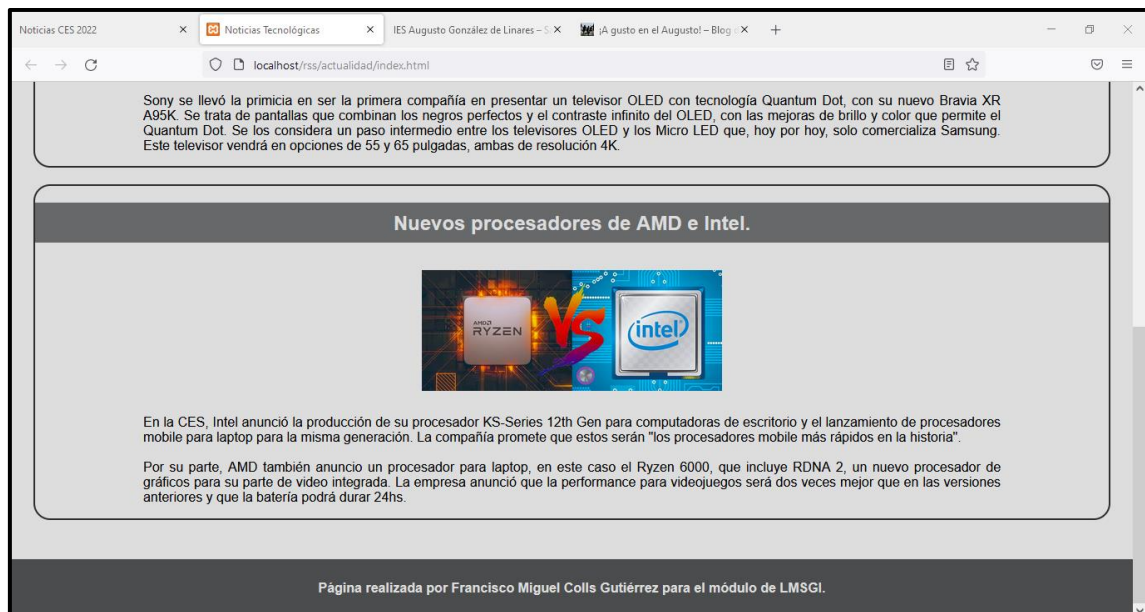 Noticias CES 2022
Noticias Tecnológicas
IES Augusto González de Linares –
¡A gusto en el Augusto! – Blog
localhost/rss/actualidad/index.html
Sony se llevó la primicia en ser la primera compañía en presentar un televisor OLED con tecnología Quantum Dot, con su nuevo Bravia XR
A95K. Se trata de pantallas que combinan los negros perfectos y el contraste infinito del OLED, con las mejoras de brillo y color que permite el
Quantum Dot. Se los considera un paso intermedio entre los televisores OLED y los Micro LED que, hoy por hoy, solo comercializa Samsung.
Este televisor vendrá en opciones de 55 y 65 pulgadas, ambas de resolución 4K.
Nuevos procesadores de AMD e Intel.
AMD
RYZEN
VS
intel
En la CES, Intel anunció la producción de su procesador KS-Series 12th Gen para computadoras de escritorio y el lanzamiento de procesadores
mobile para laptop para la misma generación. La compañía promete que estos serán "los procesadores mobile más rápidos en la historia".
Por su parte, AMD también anuncio un procesador para laptop, en este caso el Ryzen 6000, que incluye RDNA 2, un nuevo procesador de
gráficos para su parte de video integrada. La empresa anunció que la performance para videojuegos será dos veces mejor que en las versiones
anteriores y que la batería podrá durar 24hs.
Página realizada por Francisco Miguel Colls Gutiérrez para el módulo de LMSGI.